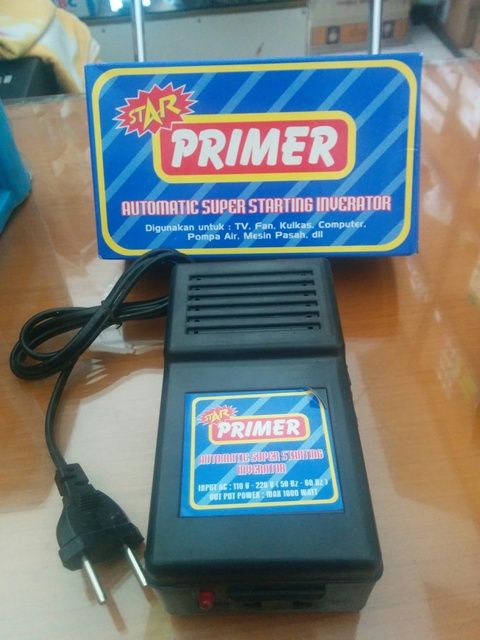 STAR
PRIMER
AUTOMATIC SUPER STARTING INVERATOR
Digunakan untuk : TV, Fan, Kulkas, Computer,
Pompa Air, Mesin Pasah, dll
STAR
PRIMER
AUTOMATIC SUPER STARTING
INVERATOR
INPUT AC : 110 V - 220 V ( 50 Hz - 60 Hz )
OUT PUT POWER : MAX 1000 WATT